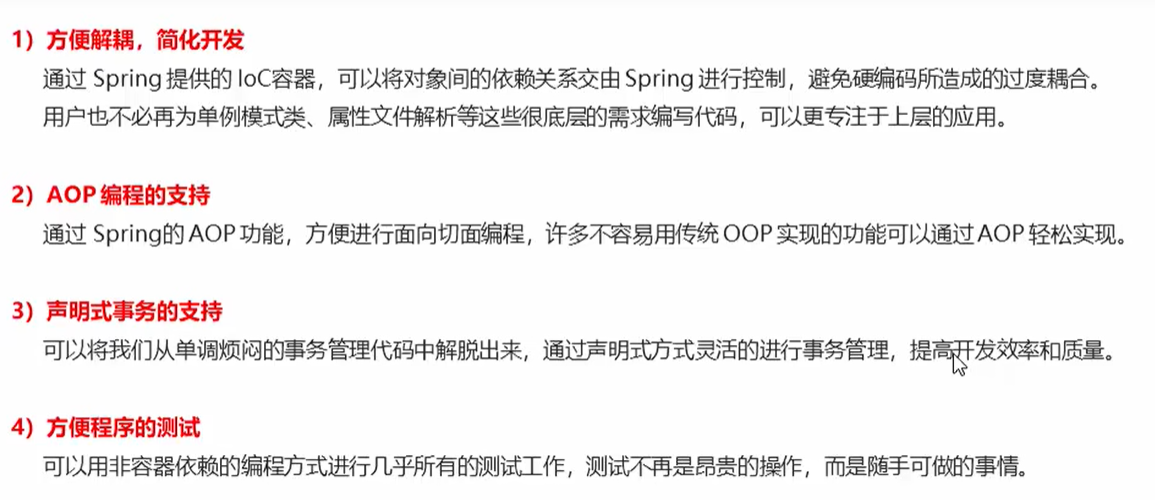 1）方便解耦，简化开发
通过 Spring 提供的 IoC容器，可以将对象间的依赖关系交由 Spring 进行控制，避免硬编码所造成的过度耦合。
用户也不必再为单例模式类、属性文件解析等这些很底层的需求编写代码，可以更专注于上层的应用。
2）AOP 编程的支持
通过 Spring的 AOP 功能，方便进行面向切面编程，许多不容易用传统 OOP 实现的功能可以通过 AOP 轻松实现。
3）声明式事务的支持
可以将我们从单调烦闷的事务管理代码中解脱出来，通过声明式方式灵活的进行事务管理，提高开发效率和质量。
4）方便程序的测试
可以用非容器依赖的编程方式进行几乎所有的测试工作，测试不再是昂贵的操作，而是随手可做的事情。